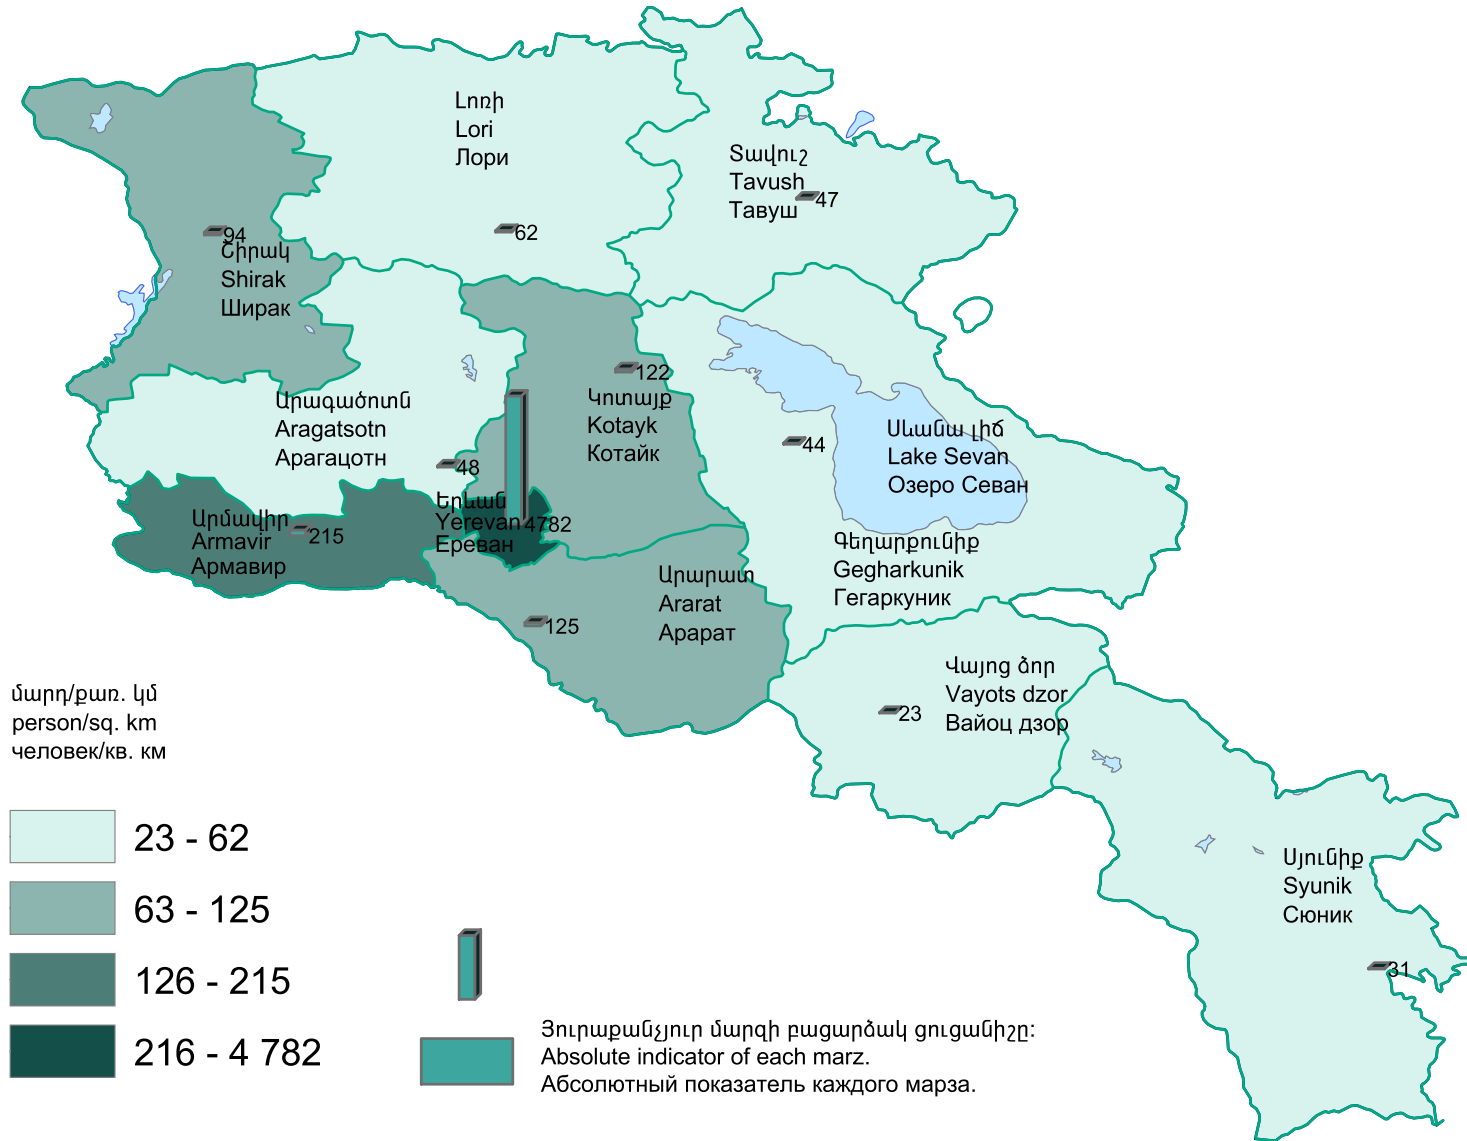 Լոռի
Lori
Лори
62
Տավուշ
Tavush
Тавуш
47
94
Շիրակ
Shirak
Ширак
122
Կոտայք
Kotayk
Котайк
Արագածոտն
Aragatsotn
Арагацотн
48
44
Սևանա լիճ
Lake Sevan
Озеро Севан
Երևան
Yerevan
Ереван
4782
Արմավիր
Armavir
Армавир
215
Գեղարքունիք
Gegharkunik
Гегаркуник
Արարատ
Ararat
Арарат
125
Վայոց ձոր
Vayots dzor
Вайоц дзор
23
Սյունիք
Syunik
Сюник
31
մարդ/քառ. կմ
person/sq. km
человек/кв. км
23 - 62
63 - 125
126 - 215
216 - 4 782
Յուրաքանչյուր մարզի բացարձակ ցուցանիշը:
Absolute indicator of each marz.
Абсолютный показатель каждого марза.